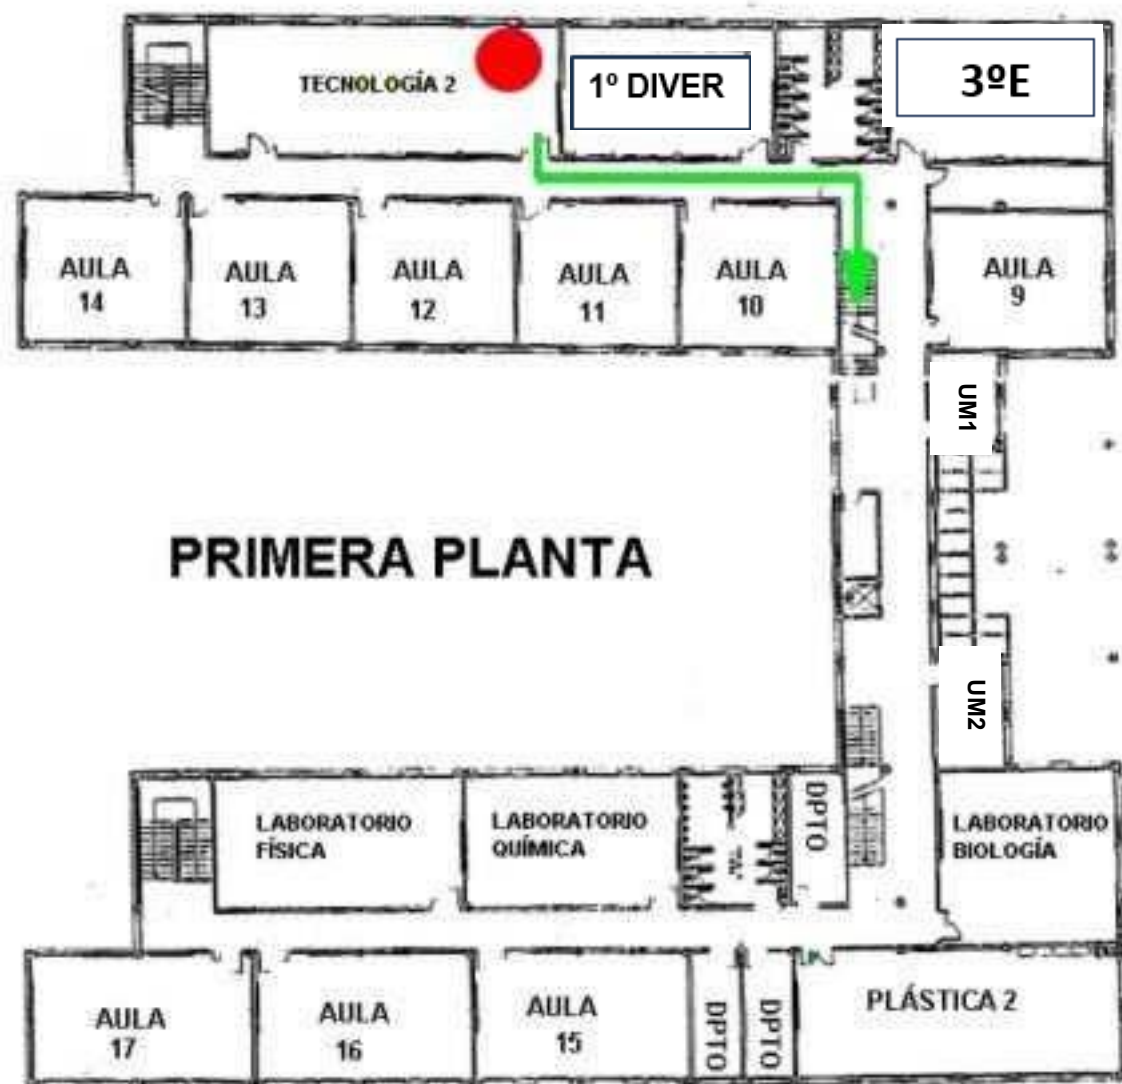 TECNOLOGÍA 2
1º DIVER
3ºE
AULA
14
AULA
13
AULA
12
AULA
11
AULA
10
AULA
9
UM1
PRIMERA PLANTA
UM2
LABORATORIO
FÍSICA
LABORATORIO
QUÍMICA
DPTO
LABORATORIO
BIOLOGÍA
AULA
17
AULA
16
AULA
15
DPTO
DPTO
PLÁSTICA 2